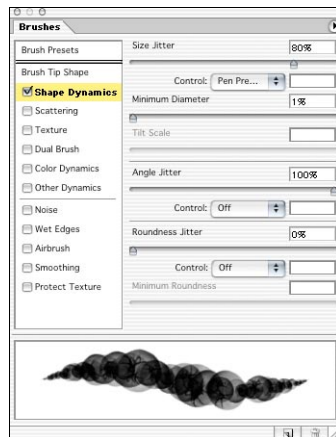 Brushes
Brush Presets
Brush Tip Shape
Shape Dynamics
Scattering
Texture
Dual Brush
Color Dynamics
Other Dynamics
Noise
Wet Edges
Airbrush
Smoothing
Protect Texture
Size Jitter 80%
Control: Pen Pre...
Minimum Diameter 1%
Tilt Scale
Angle Jitter 100%
Control: Off
Roundness Jitter 0%
Control: Off
Minimum Roundness